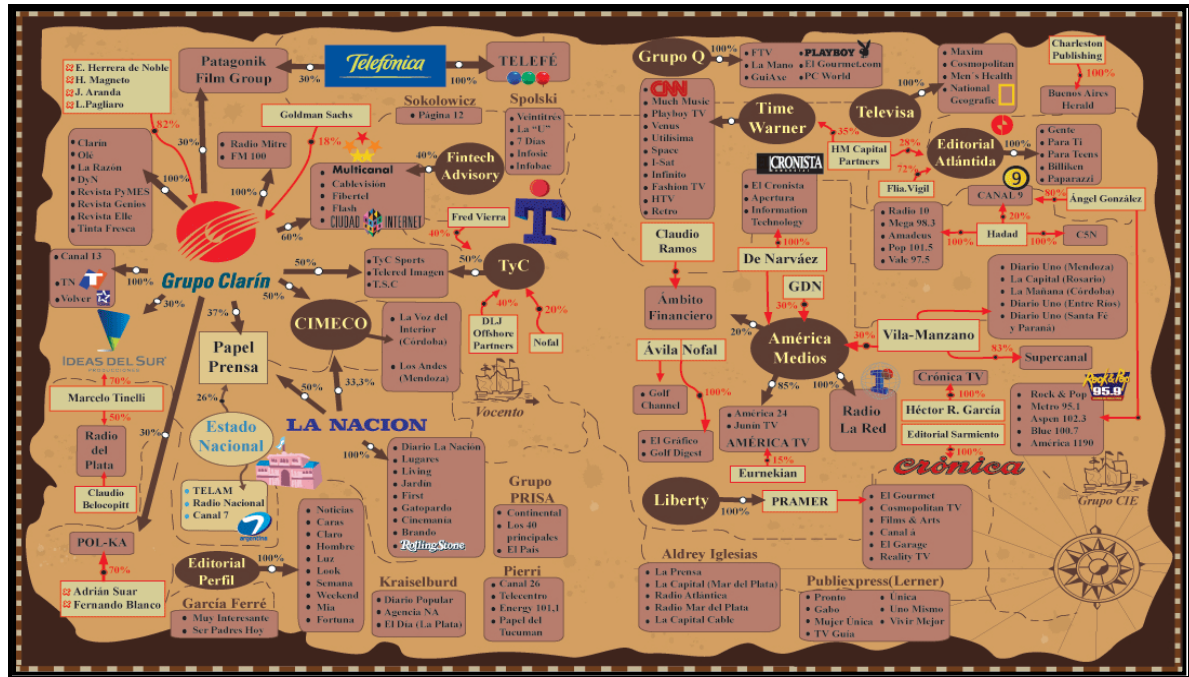 E. Herrera de Noble
H. Magneto
J. Aranda
L.Pagliaro
82%
Patagonik
Film Group
30%
Telefónica
100%
TELEFÉ
30%
Goldman Sachs
18%
Sokolowicz
Página 12
Spolski
Veintitrés
La "U"
7 Días
Infosic
Infobae
Clarín
Olé
La Razón
DyN
Revista PyMES
Revista Genios
Revista Elle
Tinta Fresca
100%
Radio Mitre
FM 100
100%
Multicanal
Cablevisión
Fibertel
Flash
CIUDAD INTERNET
60%
40%
Fintech
Advisory
Fred Vierra
40%
Grupo Clarín
Canal 13
TN
Volver
100%
50%
TyC Sports
Telered Imagen
T.S.C
50%
TyC
40%
20%
DLJ
Offshore
Partners
Nofal
30%
IDEAS DEL SUR
PRODUCCIONES
70%
Marcelo Tinelli
50%
Radio
del
Plata
Claudio
Belocopitt
37%
Papel
Prensa
50%
CIMECO
La Voz del
Interior
(Córdoba)
Los Andes
(Mendoza)
50%
33,3%
26%
Estado
Nacional
TELAM
Radio Nacional
Canal 7
argentina
30%
POL-KA
70%
Adrián Suar
Fernando Blanco
LA NACION
100%
Diario La Nación
Lugares
Living
Jardín
First
Gatopardo
Cinemanía
Brando
RollingStone
Vocento
Editorial
Perfil
100%
Noticias
Caras
Claro
Hombre
Luz
Look
Semana
Weekend
Mia
Fortuna
García Ferré
Muy Interesante
Ser Padres Hoy
Kraiselburd
Diario Popular
Agencia NA
El Día (La Plata)
Grupo
PRISA
Continental
Los 40
principales
El País
Pierri
Canal 26
Telecentro
Energy 101,1
Papel del
Tucuman
Grupo Q
100%
FTV
La Mano
GuiAxe
PLAYBOY
El Gourmet.com
PC World
CNN
Much Music
Playboy TV
Venus
Utilísima
Space
I-Sat
Infinito
Fashion TV
HTV
Retro
Time
Warner
35%
HM Capital
Partners
28%
72%
Flia.Vigil
Televisa
100%
Maxim
Cosmopolitan
Men´s Health
National
Geografic
Charleston
Publishing
100%
Buenos Aires
Herald
Editorial
Atlántida
100%
Gente
Para Ti
Para Teens
Billiken
Paparazzi
El CRONISTA
El Cronista
Apertura
Information
Technology
100%
De Narváez
9
CANAL 9
80%
Ángel González
20%
Radio 10
Mega 98.3
Amadeus
Pop 101.5
Vale 97.5
100%
Hadad
100%
C5N
Claudio
Ramos
Ámbito
Financiero
20%
GDN
30%
América
Medios
30%
Vila-Manzano
Diario Uno (Mendoza)
La Capital (Rosario)
La Mañana (Córdoba)
Diario Uno (Entre Ríos)
Diario Uno (Santa Fé
y Paraná)
83%
Supercanal
Ávila Nofal
100%
Golf
Channel
El Gráfico
Golf Digest
85%
América 24
Junín TV
AMÉRICA TV
15%
Eurnekian
100%
Radio
La Red
Crónica TV
100%
Héctor R. García
Editorial Sarmiento
100%
Crónica
Rock&Pop
95.9
Rock & Pop
Metro 95.1
Aspen 102.3
Blue 100.7
América 1190
Grupo CIE
Liberty
100%
PRAMER
El Gourmet
Cosmopolitan TV
Films & Arts
Canal á
El Garage
Reality TV
Aldrey Iglesias
La Prensa
La Capital (Mar del Plata)
Radio Atlántica
Radio Mar del Plata
La Capital Cable
Publiexpress(Lerner)
Pronto
Gabo
Mujer Única
TV Guía
Única
Uno Mismo
Vivir Mejor